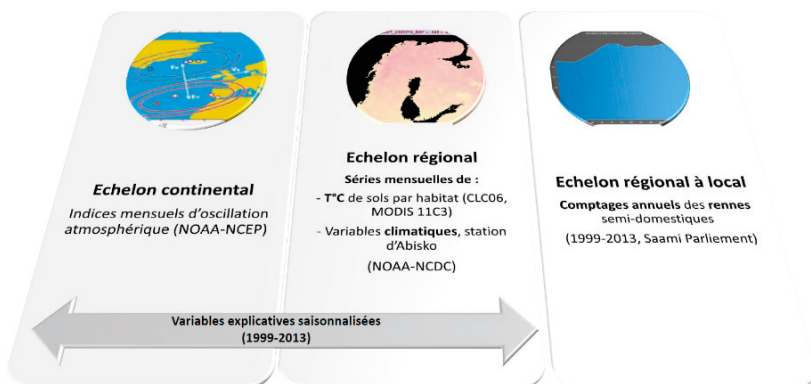 Echelon continental
Indices mensuels d'oscillation
atmosphérique (NOAA-NCEP)
Echelon régional
Séries mensuelles de :
- T°C de sols par habitat (CLC06,
MODIS 11C3)
- Variables climatiques, station
d'Abisko
(NOAA-NCDC)
Echelon régional à local
Comptages annuels des rennes
semi-domestiques
(1999-2013, Saami Parliement)
Variables explicatives saisonnalisées
(1999-2013)